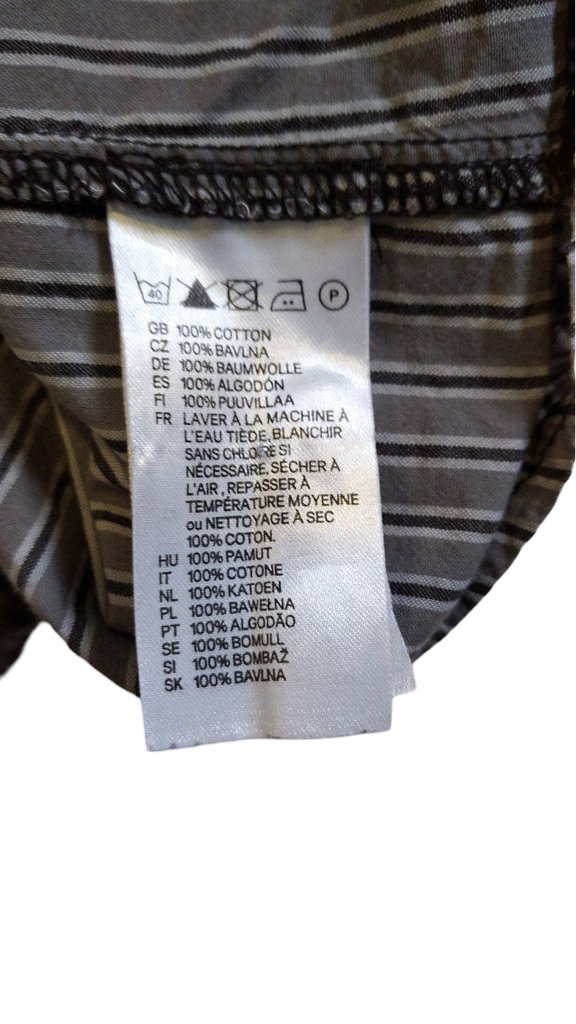 40
P
GB 100% COTTON
CZ 100% BAVLNA
DE 100% BAUMWOLLE
ES 100% ALGODÓN
FI 100% PUUVILLAA
FR LAVER À LA MACHINE À
L'EAU TIÈDE, BLANCHIR
SANS CHLORE SI
NÉCESSAIRE, SÉCHER À
L'AIR, REPASSER À
TEMPÉRATURE MOYENNE
ou NETTOYAGE À SEC
100% COTON.
HU 100% PAMUT
IT 100% COTONE
NL 100% KATOEN
PL 100% BAWEŁNA
PT 100% ALGODÃO
SE 100% BOMULL
SI 100% BOMBAŽ
SK 100% BAVLNA